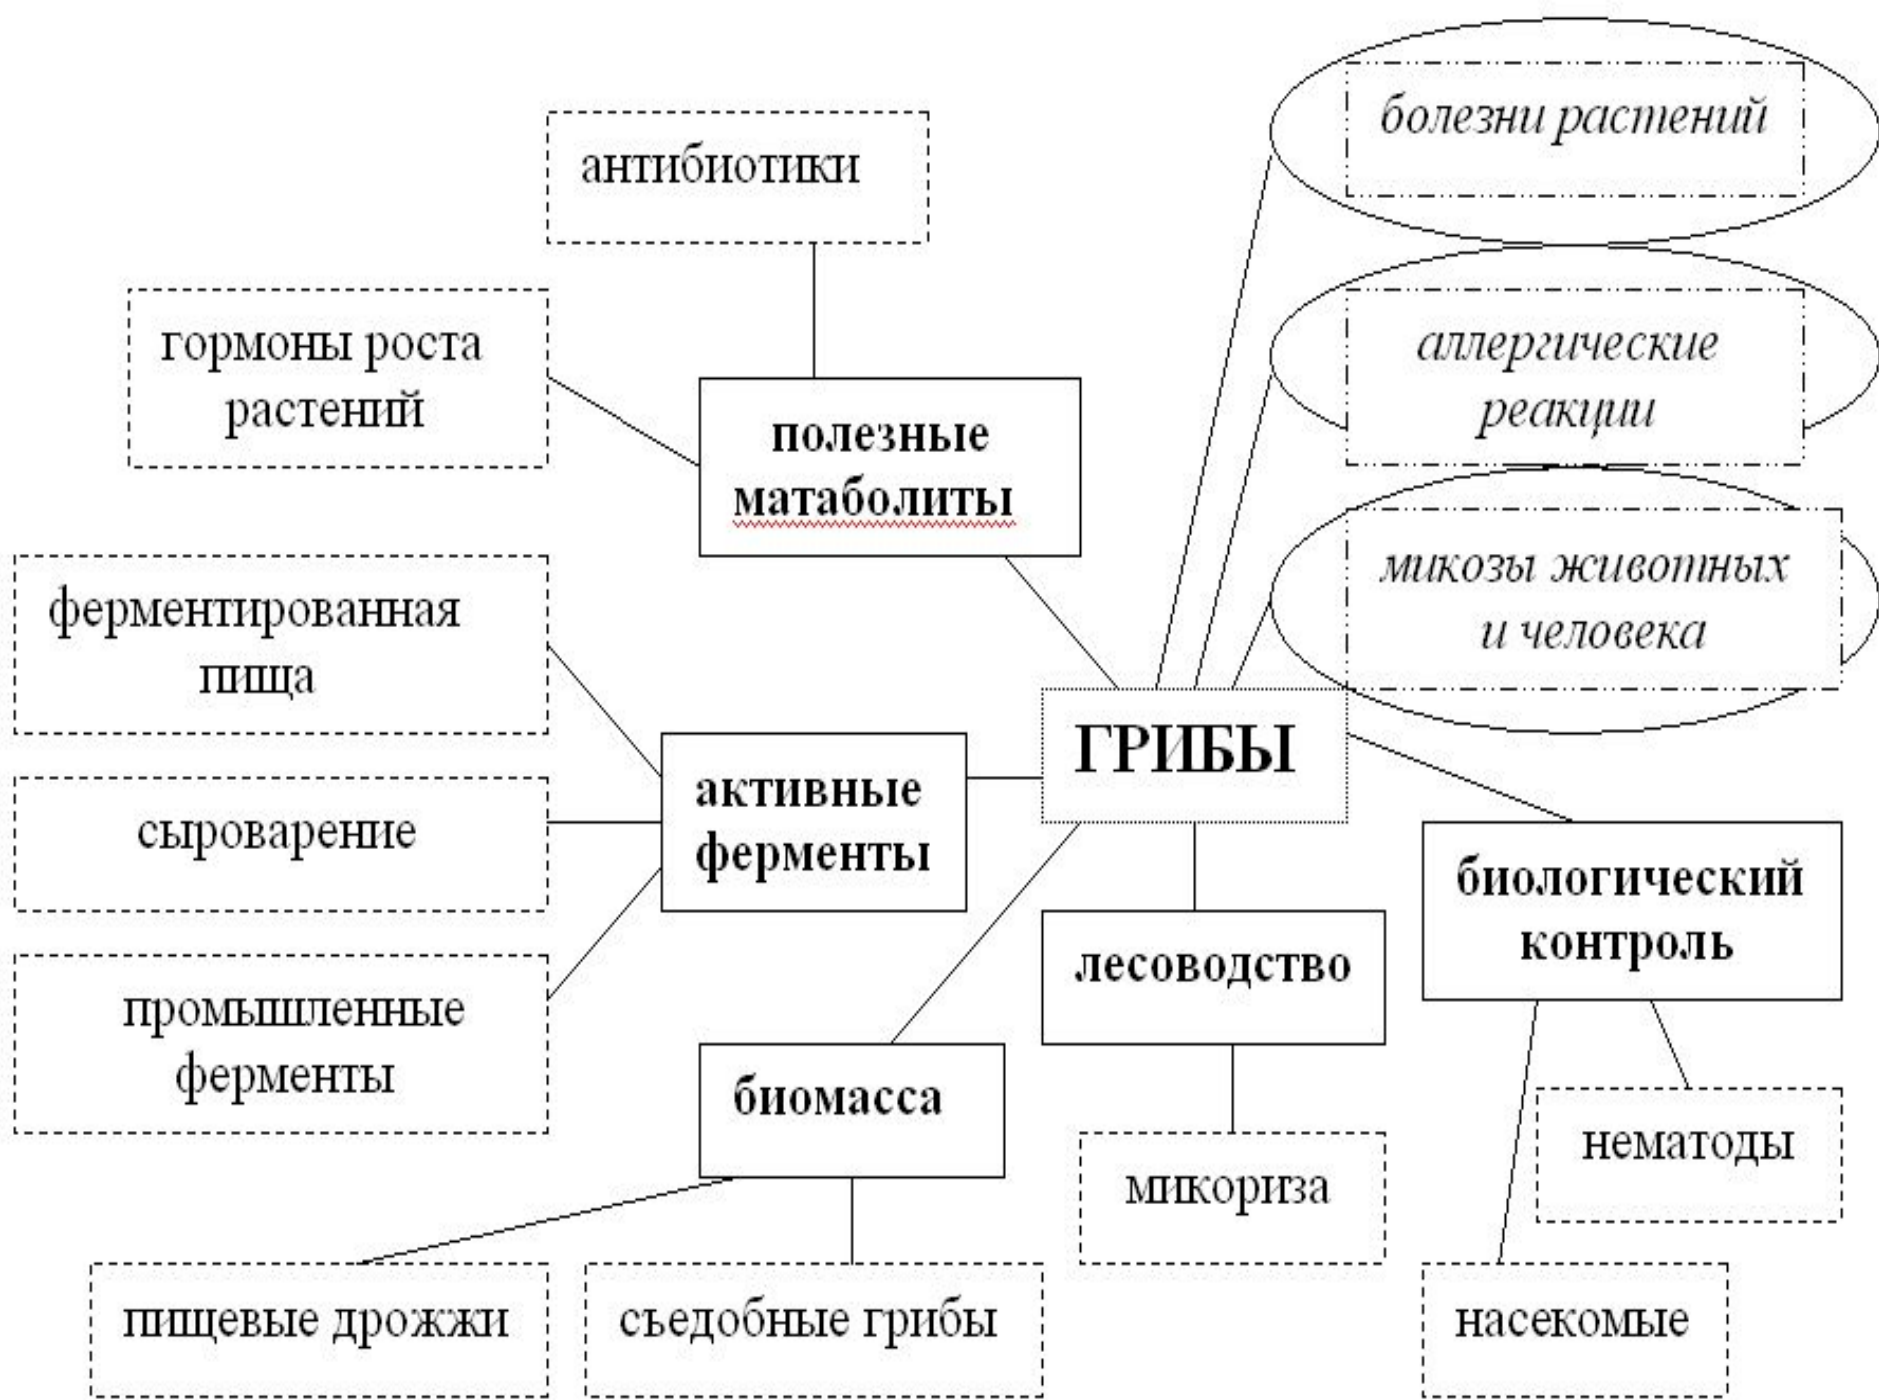 болезни растений
антибиотики
гормоны роста
растений
аллергические
реакции
полезные
матаболиты
микозы животных
и человека
ферментированная
пища
ГРИБЫ
активные
ферменты
сыроварение
биологический
контроль
лесоводство
промышленные
ферменты
биомасса
нематоды
микориза
пищевые дрожжи
съедобные грибы
насекомые